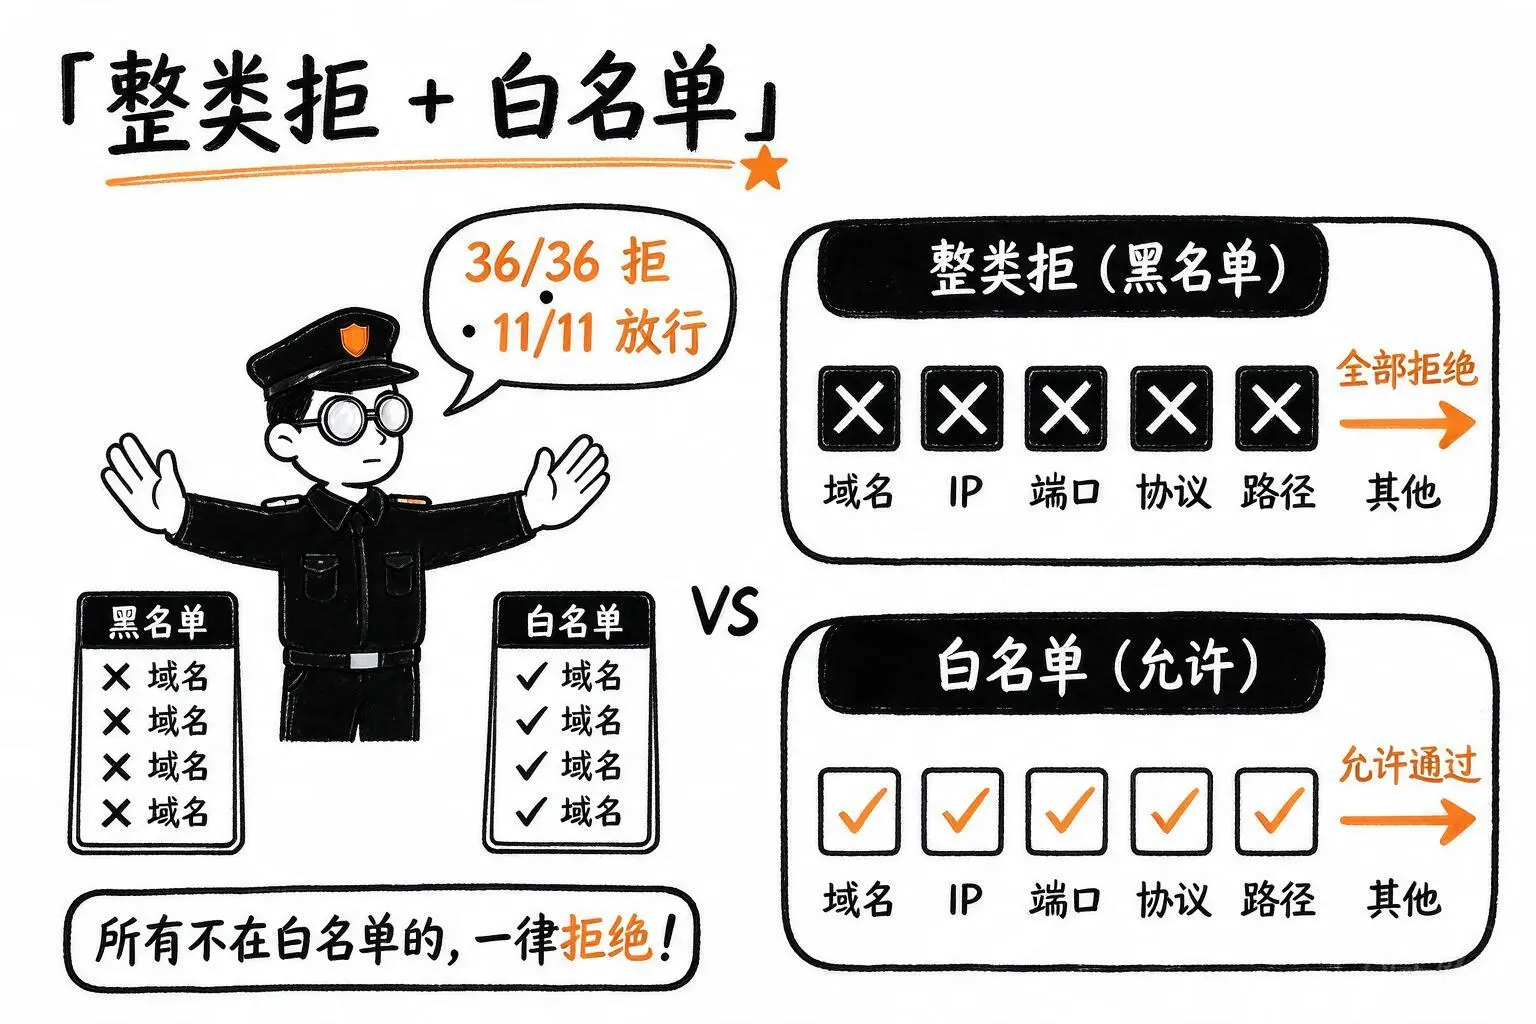 「整类拒 + 白名单」
36/36 拒
· 11/11 放行
黑名单
× 域名
× 域名
× 域名
× 域名
白名单
✓ 域名
✓ 域名
✓ 域名
✓ 域名
所有不在白名单的,一律拒绝!
VS
整类拒(黑名单)
全部拒绝
域名 IP 端口 协议 路径 其他
白名单(允许)
允许通过
域名 IP 端口 协议 路径 其他